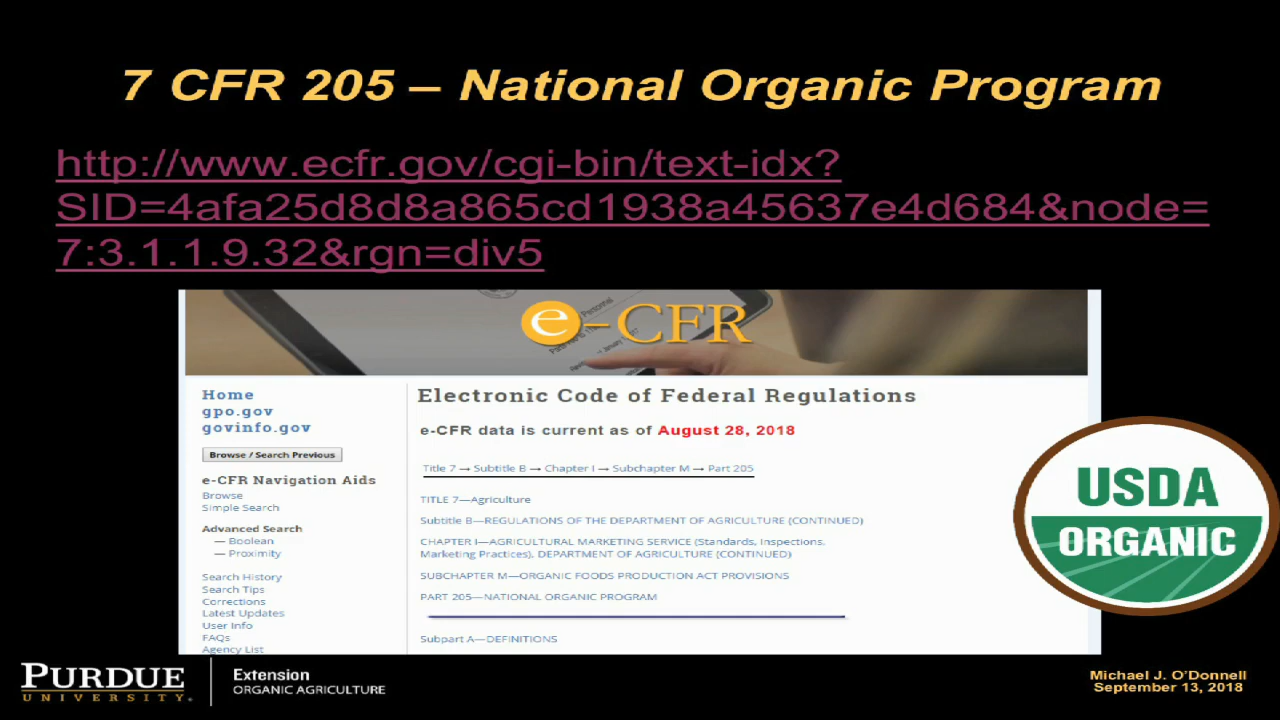 7 CFR 205 – National Organic Program
http://www.ecfr.gov/cgi-bin/text-idx?
SID=4afa25d8d8a865cd1938a45637e4d684&node=
7:3.1.1.9.32&rgn=div5
e-CFR
Home
gpo.gov
govinfo.gov
Browse / Search Previous
e-CFR Navigation Aids
Browse
Simple Search
Advanced Search
— Boolean
— Proximity
Search History
Search Tips
Corrections
Latest Updates
User Info
FAQs
Agency List
Electronic Code of Federal Regulations
e-CFR data is current as of August 28, 2018
Title 7 → Subtitle B → Chapter I → Subchapter M → Part 205
TITLE 7—Agriculture
Subtitle B—REGULATIONS OF THE DEPARTMENT OF AGRICULTURE (CONTINUED)
CHAPTER I—AGRICULTURAL MARKETING SERVICE (Standards, Inspections,
Marketing Practices), DEPARTMENT OF AGRICULTURE (CONTINUED)
SUBCHAPTER M—ORGANIC FOODS PRODUCTION ACT PROVISIONS
PART 205—NATIONAL ORGANIC PROGRAM
Subpart A—DEFINITIONS
USDA
ORGANIC
PURDUE
UNIVERSITY.
Extension
ORGANIC AGRICULTURE
Michael J. O'Donnell
September 13, 2018